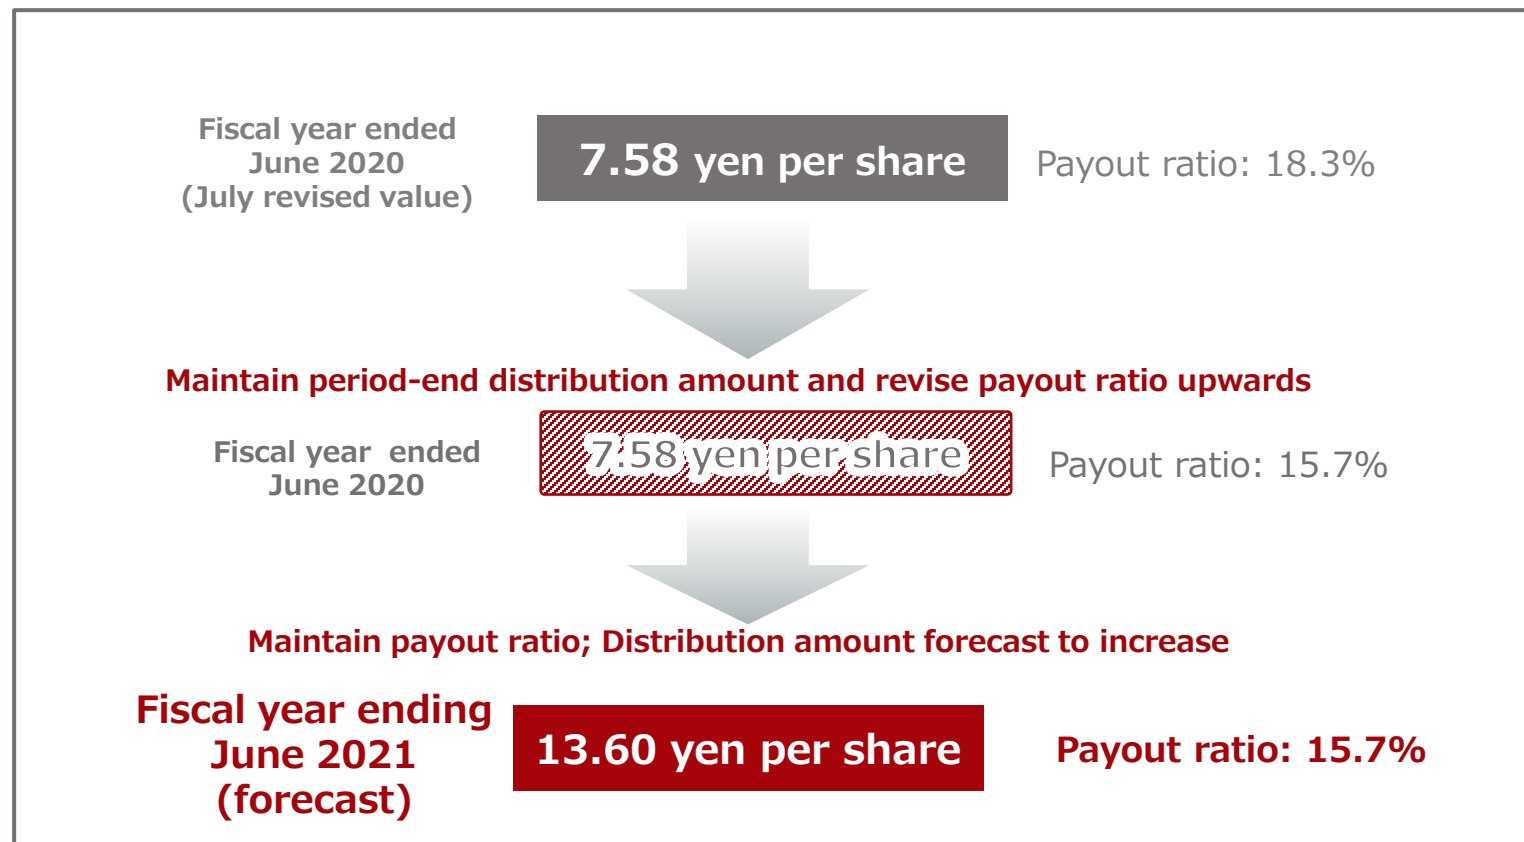 Fiscal year ended
June 2020
(July revised value)
7.58 yen per share
Payout ratio: 18.3%
Maintain period-end distribution amount and revise payout ratio upwards
Fiscal year ended
June 2020
7.58 yen per share
Payout ratio: 15.7%
Maintain payout ratio; Distribution amount forecast to increase
Fiscal year ending
June 2021
(forecast)
13.60 yen per share
Payout ratio: 15.7%